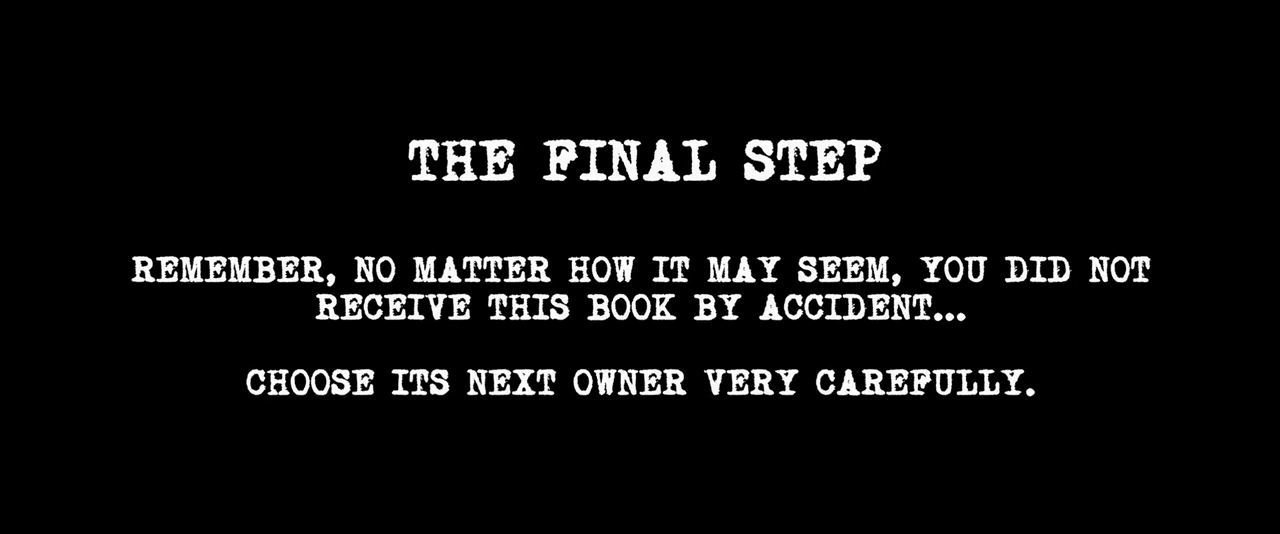 THE FINAL STEP
REMEMBER, NO MATTER HOW IT MAY SEEM, YOU DID NOT
RECEIVE THIS BOOK BY ACCIDENT...
CHOOSE ITS NEXT OWNER VERY CAREFULLY.